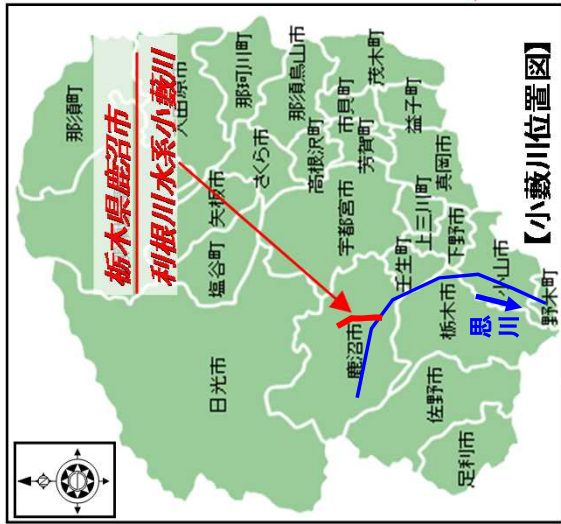 栃木県鹿沼市
利根川水系小藪川
那須町
大田原市
那珂川町
那須烏山市
矢板市
さくら市
塩谷町
高根沢町
市貝町
茂木町
芳賀町
益子町
宇都宮市
日光市
上三川町
真岡市
鹿沼市
壬生町
下野市
栃木市
小山市
思川
野木町
佐野市
足利市
【小藪川位置図】
N